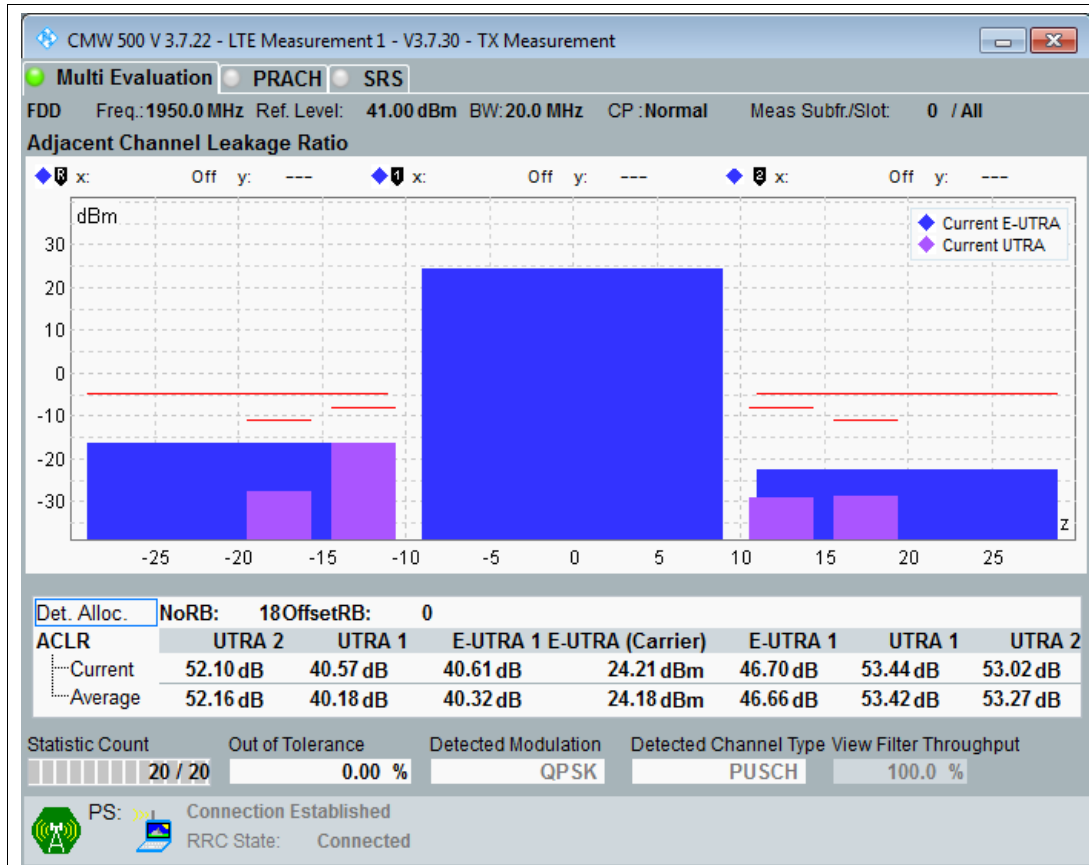 CMW 500 V 3.7.22 - LTE Measurement 1 - V3.7.30 - TX Measurement
Multi Evaluation PRACH SRS
FDD Freq.: 1950.0 MHz Ref. Level: 41.00 dBm BW: 20.0 MHz CP : Normal Meas Subfr./Slot: 0 / All
Adjacent Channel Leakage Ratio
R x: Off y: --- 1 x: Off y: --- 2 x: Off y: ---
dBm
Current E-UTRA
Current UTRA
30
20
10
0
-10
-20
-30
z
-25 -20 -15 -10 -5 0 5 10 15 20 25
Det. Alloc. NoRB: 18 OffsetRB: 0
ACLR UTRA 2 UTRA 1 E-UTRA 1 E-UTRA (Carrier) E-UTRA 1 UTRA 1 UTRA 2
Current 52.10 dB 40.57 dB 40.61 dB 24.21 dBm 46.70 dB 53.44 dB 53.02 dB
Average 52.16 dB 40.18 dB 40.32 dB 24.18 dBm 46.66 dB 53.42 dB 53.27 dB
Statistic Count Out of Tolerance Detected Modulation Detected Channel Type View Filter Throughput
20 / 20 0.00 % QPSK PUSCH 100.0 %
PS: Connection Established
RRC State: Connected